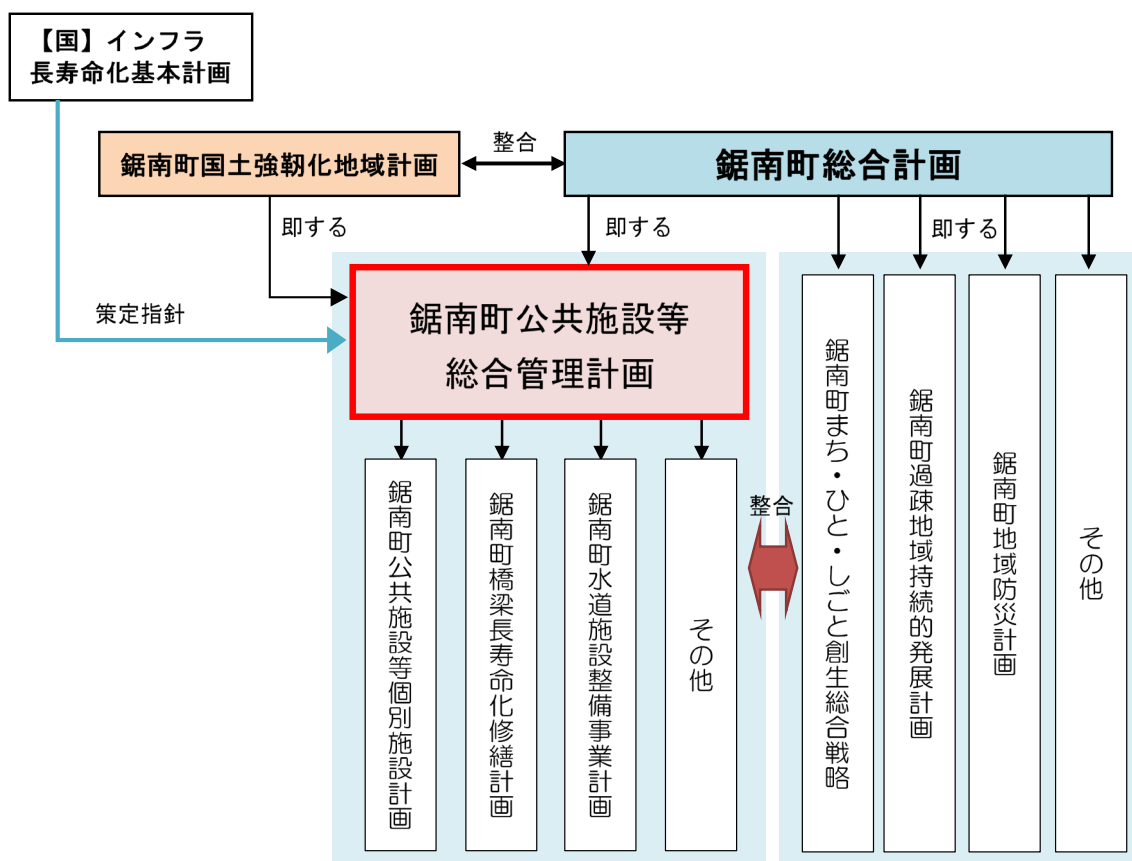 【国】インフラ
長寿命化基本計画
鋸南町国土強靭化地域計画
整合
鋸南町総合計画
即する
即する
即する
策定指針
鋸南町公共施設等
総合管理計画
鋸南町公共施設等個別施設計画
鋸南町橋梁長寿命化修繕計画
鋸南町水道施設整備事業計画
その他
整合
鋸南町まち・ひと・しごと創生総合戦略
鋸南町過疎地域持続的発展計画
鋸南町地域防災計画
その他